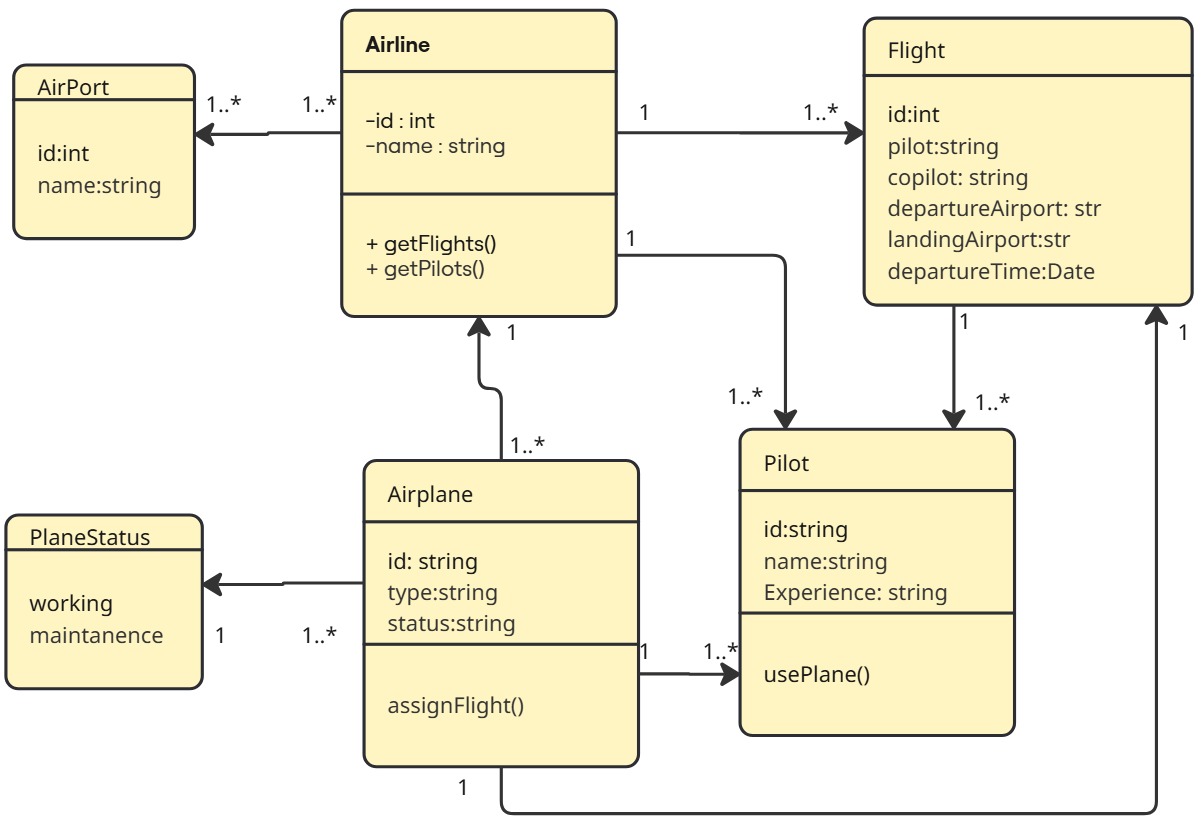 AirPort
id:int
name:string
1..*
1..*
Airline
-id : int
-name : string
+ getFlights()
+ getPilots()
1
1..*
Flight
id:int
pilot:string
copilot: string
departureAirport: str
landingAirport:str
departureTime:Date
1
1..*
1
1..*
1
1..*
1
PlaneStatus
working
maintanence
1
1..*
Airplane
id: string
type:string
status:string
assignFlight()
1
1..*
Pilot
id:string
name:string
Experience: string
usePlane()
1